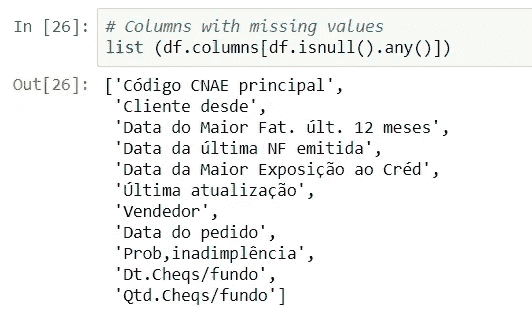 In [26]: # Columns with missing values
list (df.columns[df.isnull().any()])
Out[26]: ['Código CNAE principal',
'Cliente desde',
'Data do Maior Fat. últ. 12 meses',
'Data da última NF emitida',
'Data da Maior Exposição ao Créd',
'Última atualização',
'Vendedor',
'Data do pedido',
'Prob,inadimplência',
'Dt.Cheqs/fundo',
'Qtd.Cheqs/fundo']